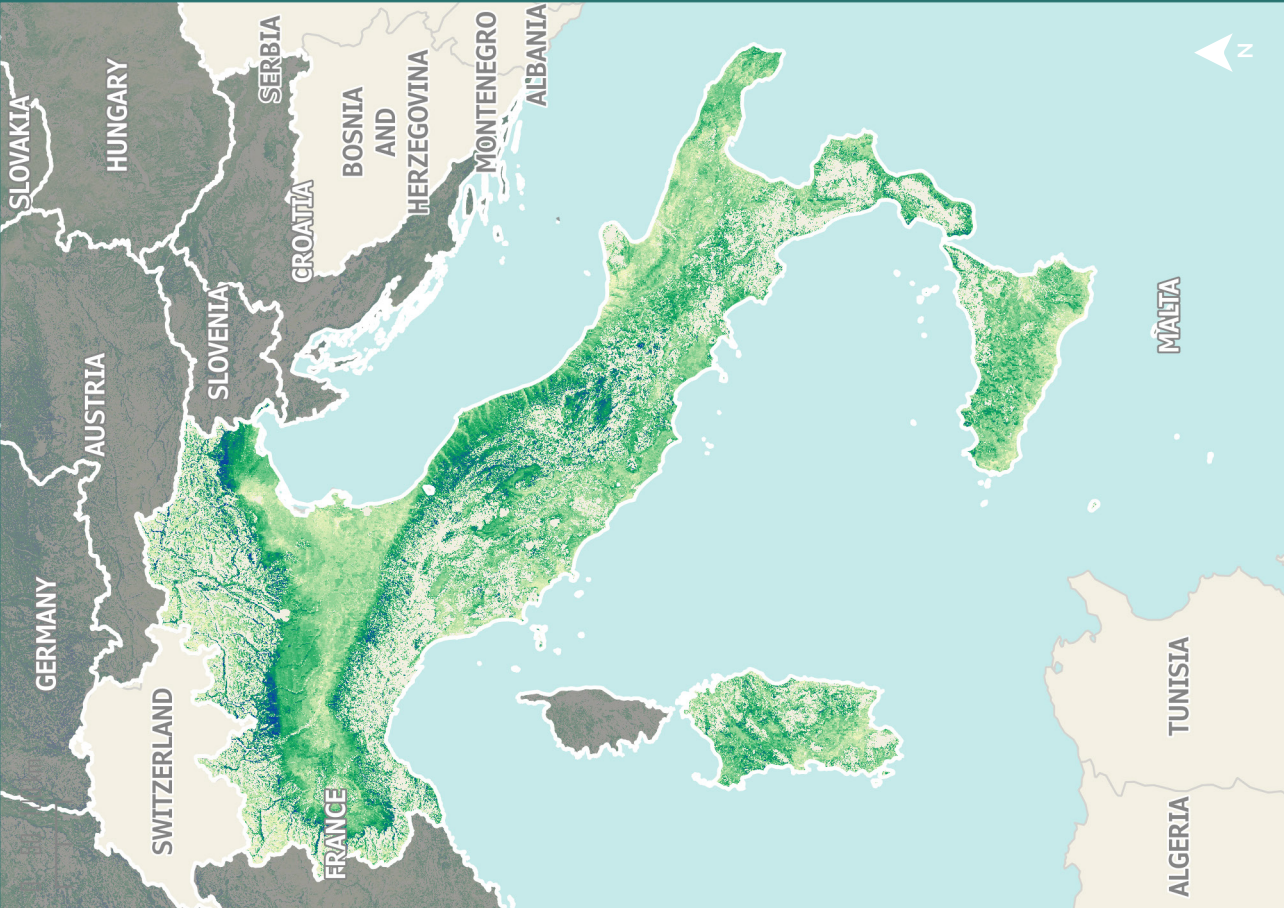 SLOVAKIA
HUNGARY
SERBIA
BOSNIA
AND
HERZEGOVINA
MONTENEGRO
ALBANIA
CROATIA
SLOVENIA
AUSTRIA
GERMANY
SWITZERLAND
FRANCE
MALTA
TUNISIA
ALGERIA
N